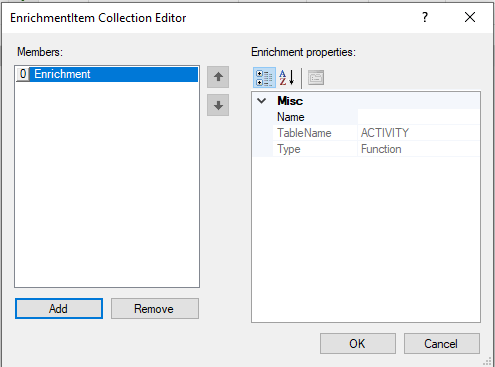 EnrichmentItem Collection Editor
?
Members:
0 Enrichment
Add
Remove
Enrichment properties:
A
Z
Misc
Name
TableName ACTIVITY
Type Function
OK
Cancel